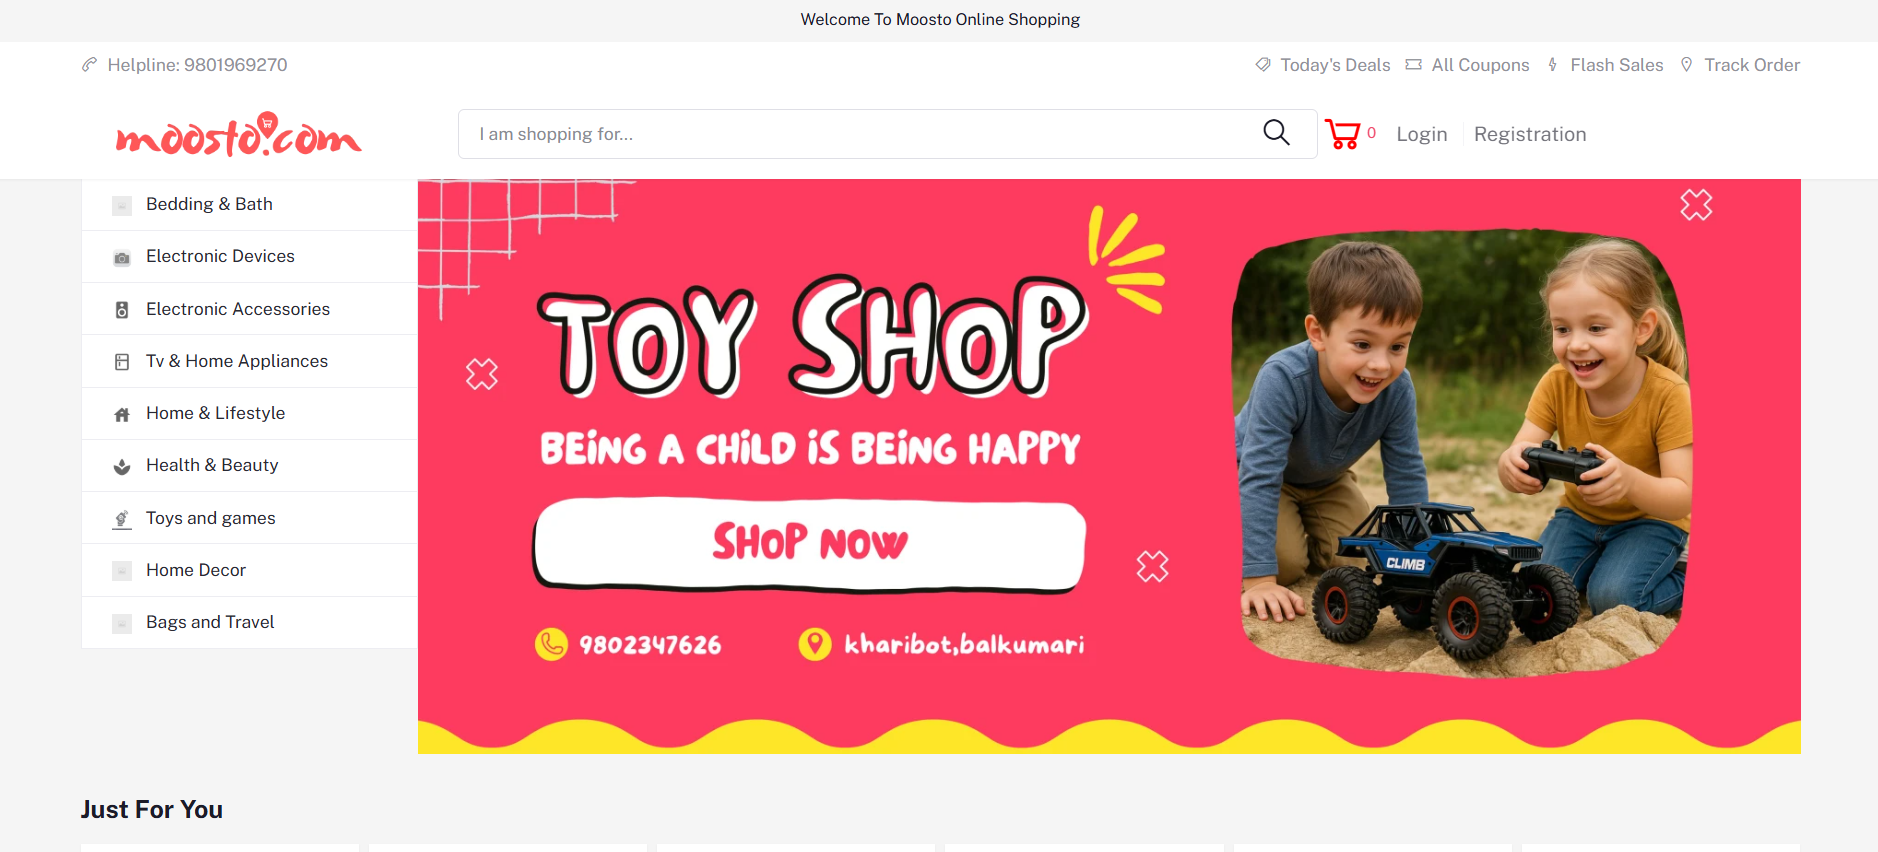 Welcome To Moosto Online Shopping
Helpline: 9801969270
Today's Deals
All Coupons
Flash Sales
Track Order
moosto.com
I am shopping for...
0
Login
Registration
Bedding & Bath
Electronic Devices
Electronic Accessories
Tv & Home Appliances
Home & Lifestyle
Health & Beauty
Toys and games
Home Decor
Bags and Travel
TOY SHOP
BEING A CHILD IS BEING HAPPY
SHOP NOW
9802347626
kharibot,balkumari
CLIMB
Just For You